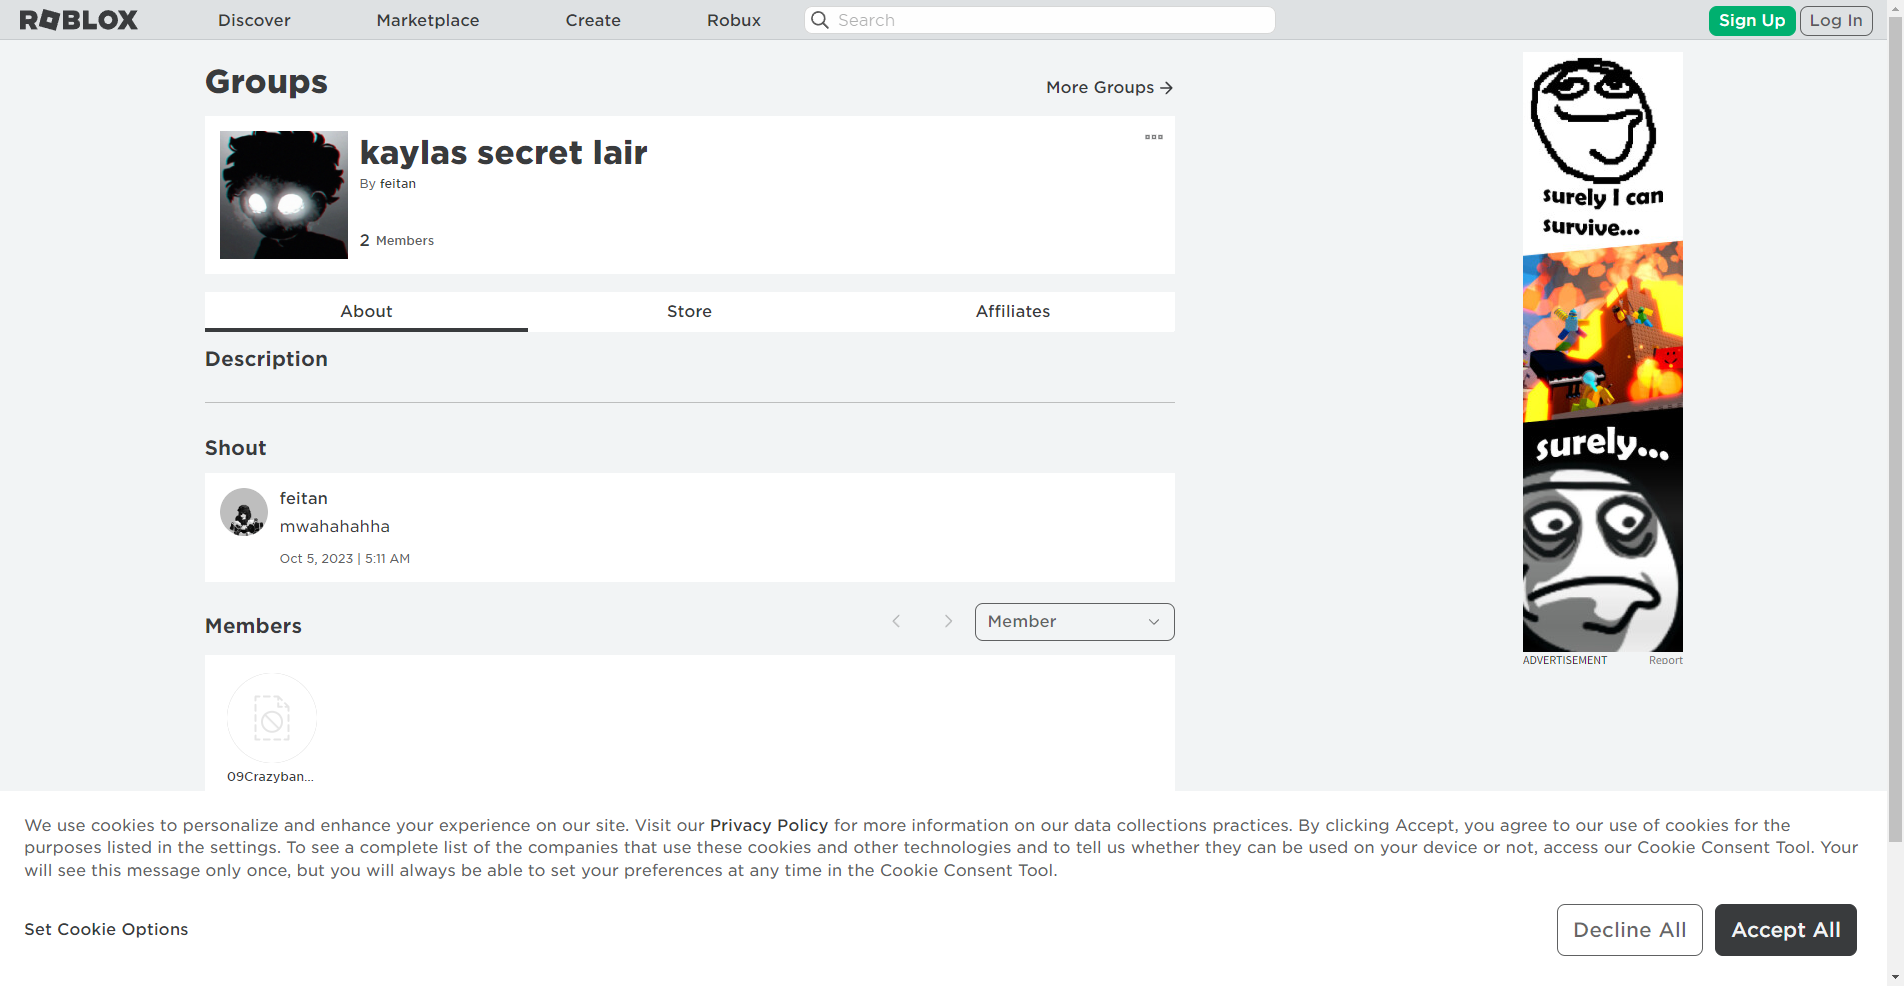 ROBLOX Discover Marketplace Create Robux Search Sign Up Log In
Groups
More Groups
kaylas secret lair
By feitan
2 Members
About Store Affiliates
Description
Shout
feitan
mwahahahha
Oct 5, 2023 | 5:11 AM
Members
Member
09Crazyban...
surely I can
survive...
surely...
ADVERTISEMENT Report
We use cookies to personalize and enhance your experience on our site. Visit our Privacy Policy for more information on our data collections practices. By clicking Accept, you agree to our use of cookies for the
purposes listed in the settings. To see a complete list of the companies that use these cookies and other technologies and to tell us whether they can be used on your device or not, access our Cookie Consent Tool. Your
will see this message only once, but you will always be able to set your preferences at any time in the Cookie Consent Tool.
Set Cookie Options
Decline All Accept All